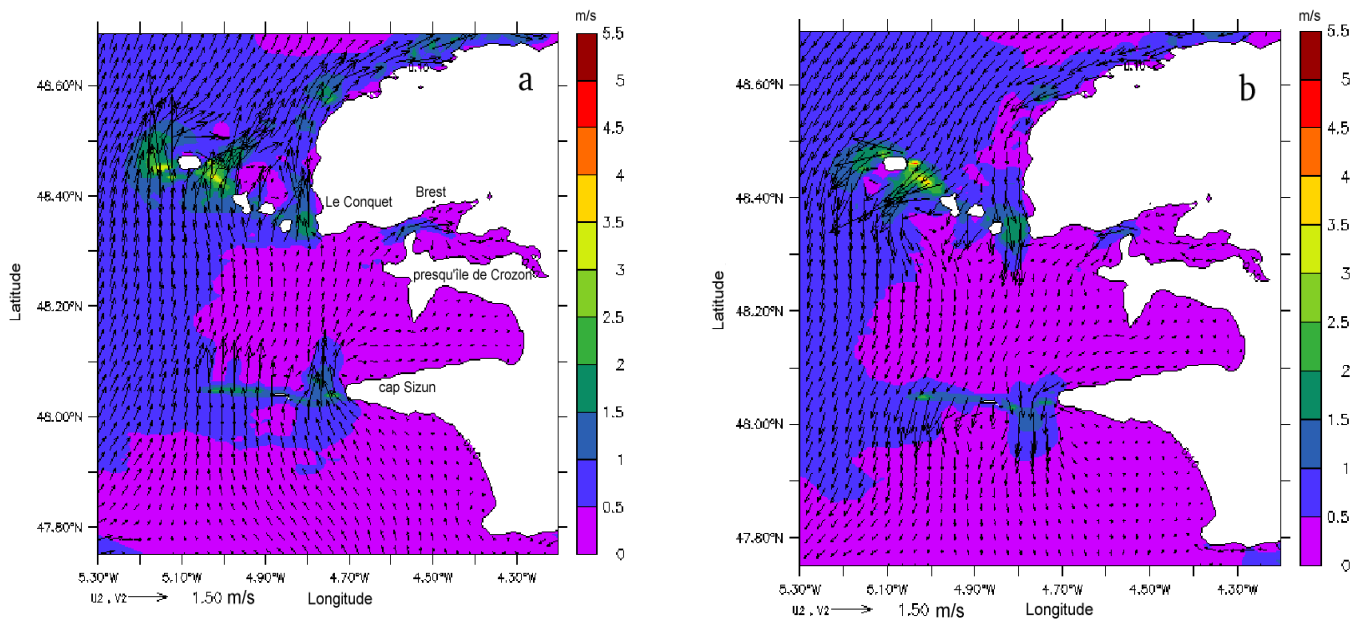 m/s
m/s
a
b
5.5
5
4.5
4
3.5
3
2.5
2
1.5
1
0.5
0
5.5
5
4.5
4
3.5
3
2.5
2
1.5
1
0.5
0
48.60°N
48.40°N
48.20°N
48.00°N
47.80°N
Latitude
Le Conquet
Brest
presqu'île de Crozon
cap Sizun
5.30°W
5.10°W
4.90°W
4.70°W
4.50°W
4.30°W
U2 , V2
1.50 m/s
Longitude
48.60°N
48.40°N
48.20°N
48.00°N
47.80°N
Latitude
5.30°W
5.10°W
4.90°W
4.70°W
4.50°W
4.30°W
U2 , V2
1.50 m/s
Longitude